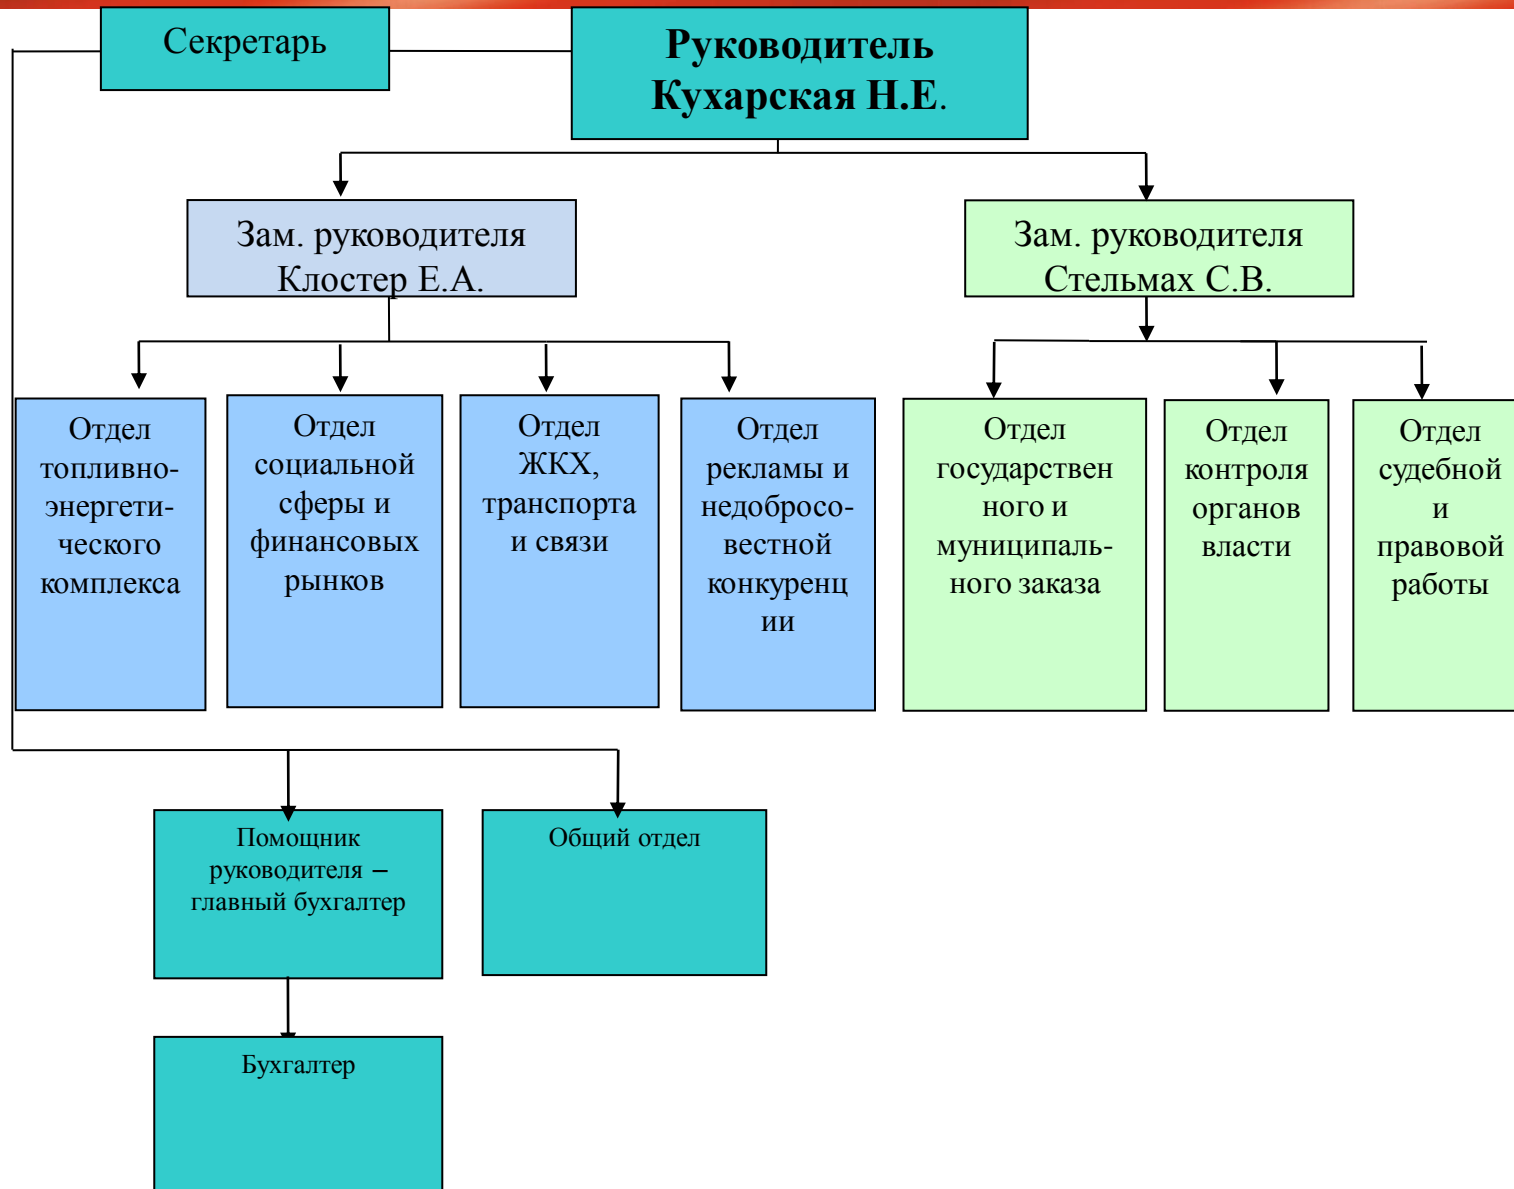 Секретарь
Руководитель
Кухарская Н.Е.
Зам. руководителя
Клостер Е.А.
Зам. руководителя
Стельмах С.В.
Отдел
топливно-
энергети-
ческого
комплекса
Отдел
социальной
сферы и
финансовых
рынков
Отдел
ЖКХ,
транспорта
и связи
Отдел
рекламы и
недобросо-
вестной
конкуренц
ии
Отдел
государствен
ного и
муниципаль-
ного заказа
Отдел
контроля
органов
власти
Отдел
судебной
и
правовой
работы
Помощник
руководителя –
главный бухгалтер
Общий отдел
Бухгалтер